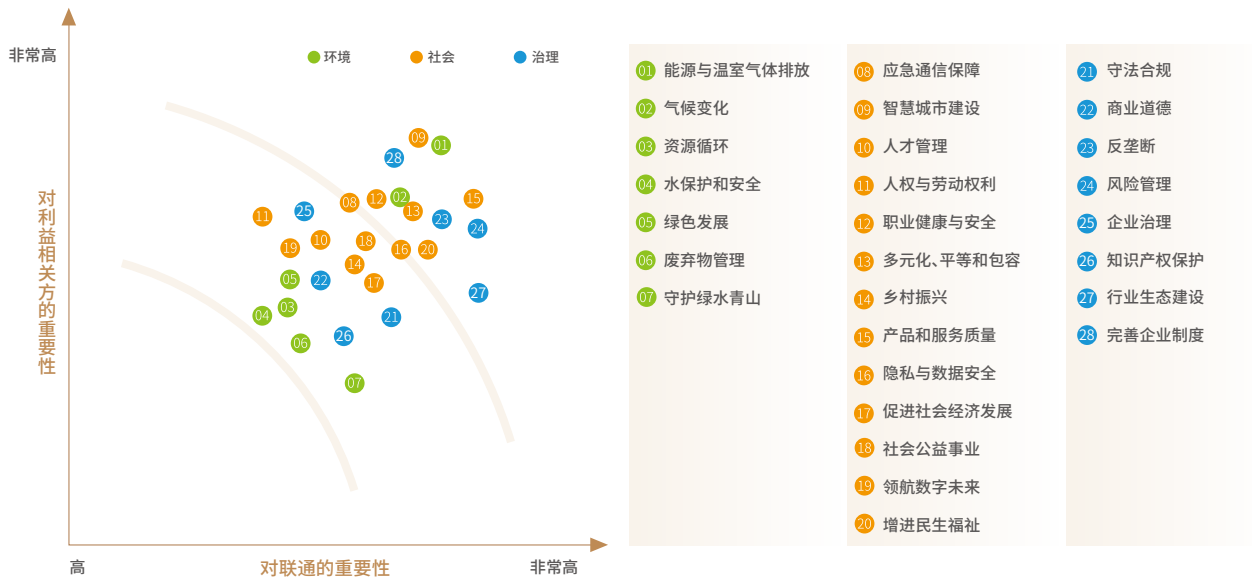 非常高
环境
社会
治理
09
01
28
02
12
15
08
13
11
25
23
24
10
18
19
16
20
14
05
22
17
27
03
04
21
26
06
07
对利益相关方的重要性
高
对联通的重要性
非常高
01 能源与温室气体排放
02 气候变化
03 资源循环
04 水保护和安全
05 绿色发展
06 废弃物管理
07 守护绿水青山
08 应急通信保障
09 智慧城市建设
10 人才管理
11 人权与劳动权利
12 职业健康与安全
13 多元化、平等和包容
14 乡村振兴
15 产品和服务质量
16 隐私与数据安全
17 促进社会经济发展
18 社会公益事业
19 领航数字未来
20 增进民生福祉
21 守法合规
22 商业道德
23 反垄断
24 风险管理
25 企业治理
26 知识产权保护
27 行业生态建设
28 完善企业制度